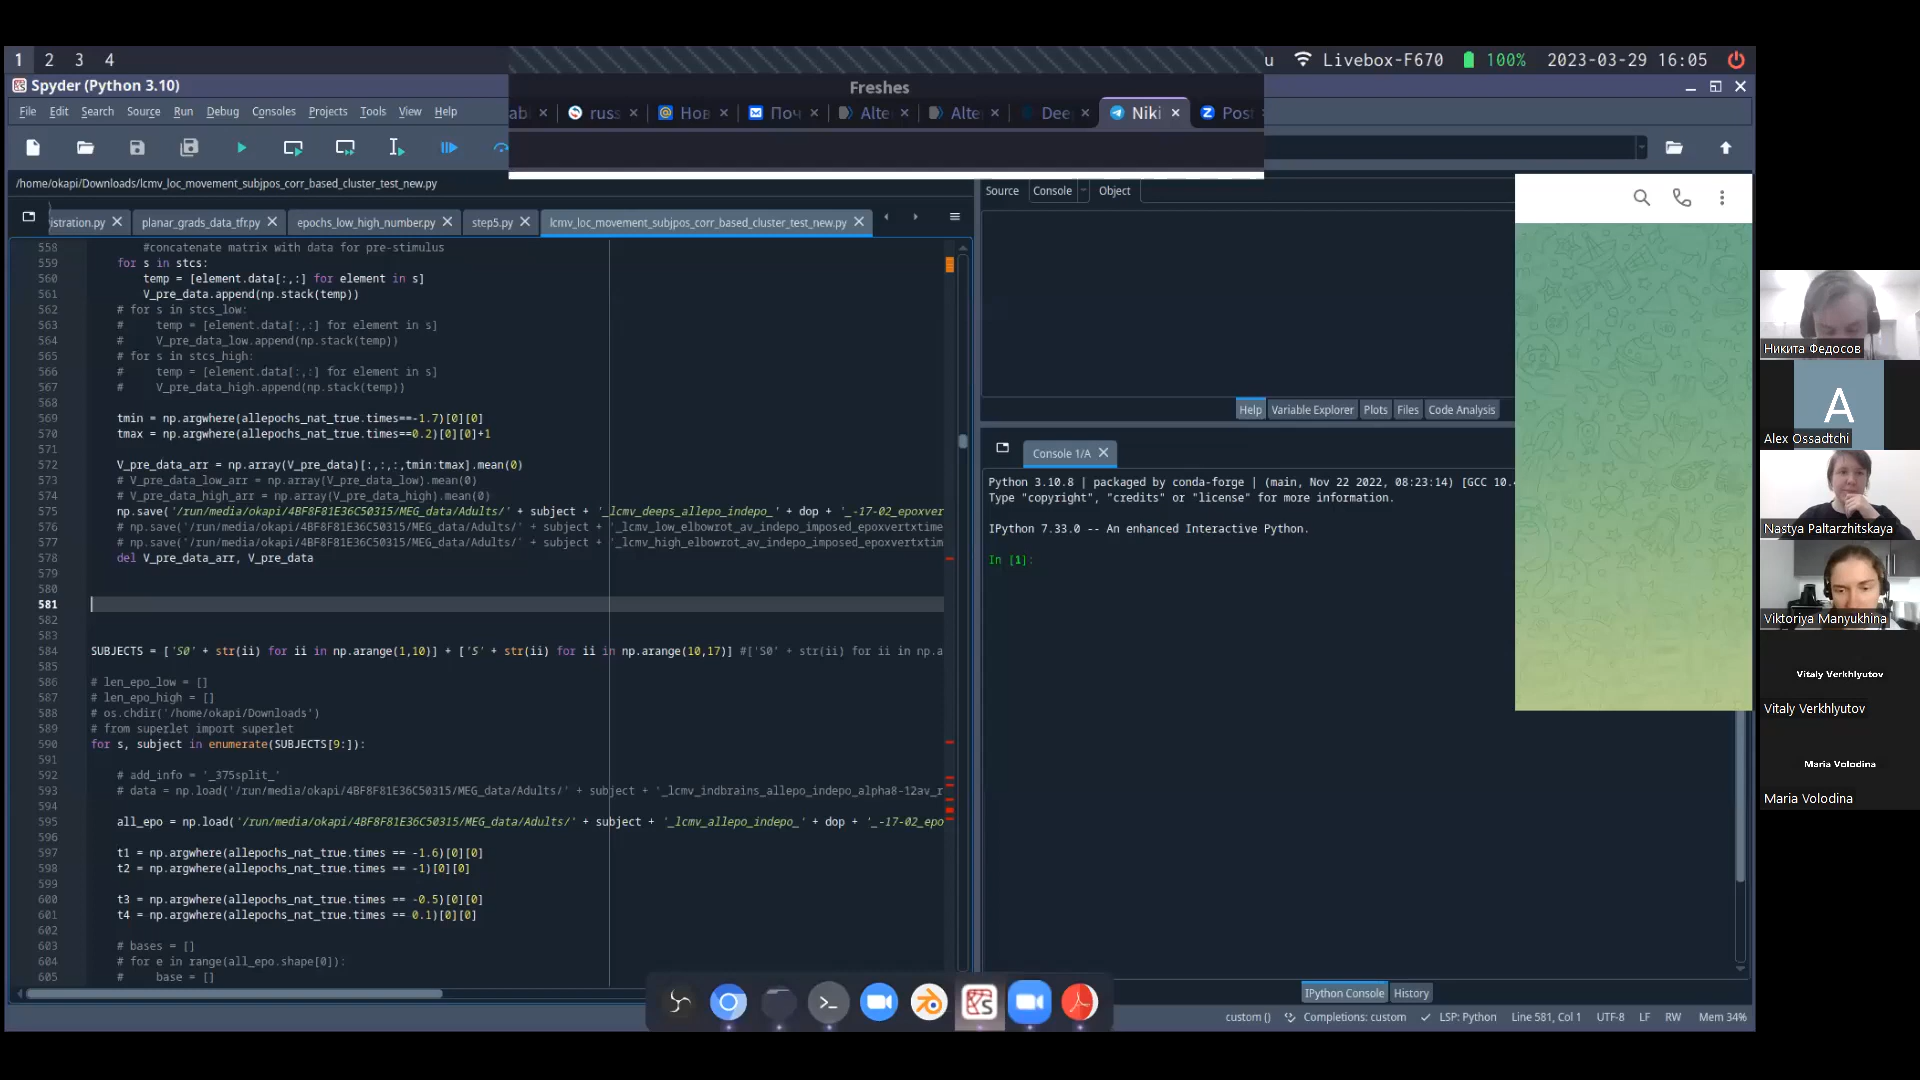 1 2 3 4
u Livebox-F670 100% 2023-03-29 16:05
Spyder (Python 3.10)
Freshes
File Edit Search Source Run Debug Consoles Projects Tools View Help
russ Нов Поч Alte Alte Dee Niki Post
/home/okapi/Downloads/lcmv_loc_movement_subjpos_corr_based_cluster_test_new.py
Source Console Object
istration.py planar_grads_data_tfr.py epochs_low_high_number.py step5.py lcmv_loc_movement_subjpos_corr_based_cluster_test_new.py
558 #concatenate matrix with data for pre-stimulus
559 for s in stcs:
560 temp = [element.data[:,:] for element in s]
561 V_pre_data.append(np.stack(temp))
562 # for s in stcs_low:
563 # temp = [element.data[:,:] for element in s]
564 # V_pre_data_low.append(np.stack(temp))
565 # for s in stcs_high:
566 # temp = [element.data[:,:] for element in s]
567 # V_pre_data_high.append(np.stack(temp))
568
569 tmin = np.argwhere(allepochs_nat_true.times==-1.7)[0][0]
570 tmax = np.argwhere(allepochs_nat_true.times==0.2)[0][0]+1
571
572 V_pre_data_arr = np.array(V_pre_data)[:,:,:,tmin:tmax].mean(0)
573 # V_pre_data_low_arr = np.array(V_pre_data_low).mean(0)
574 # V_pre_data_high_arr = np.array(V_pre_data_high).mean(0)
575 np.save('/run/media/okapi/4BF8F81E36C50315/MEG_data/Adults/' + subject + '_lcmv_deeps_allepo_indepo_' + dop + '_-17-02_epoxver
576 # np.save('/run/media/okapi/4BF8F81E36C50315/MEG_data/Adults/' + subject + '_lcmv_low_elbowrot_av_indepo_imposed_epoxvertxtime
577 # np.save('/run/media/okapi/4BF8F81E36C50315/MEG_data/Adults/' + subject + '_lcmv_high_elbowrot_av_indepo_imposed_epoxvertxtim
578 del V_pre_data_arr, V_pre_data
579
580
581
582
583
584 SUBJECTS = ['S0' + str(ii) for ii in np.arange(1,10)] + ['S' + str(ii) for ii in np.arange(10,17)] #['S0' + str(ii) for ii in np.a
585
586 # len_epo_low = []
587 # len_epo_high = []
588 # os.chdir('/home/okapi/Downloads')
589 # from superlet import superlet
590 for s, subject in enumerate(SUBJECTS[9:]):
591
592 # add_info = '_375split_'
593 # data = np.load('/run/media/okapi/4BF8F81E36C50315/MEG_data/Adults/' + subject + '_lcmv_indbrains_allepo_indepo_alpha8-12av_r
594
595 all_epo = np.load('/run/media/okapi/4BF8F81E36C50315/MEG_data/Adults/' + subject + '_lcmv_allepo_indepo_' + dop + '_-17-02_epo
596
597 t1 = np.argwhere(allepochs_nat_true.times == -1.6)[0][0]
598 t2 = np.argwhere(allepochs_nat_true.times == -1)[0][0]
599
600 t3 = np.argwhere(allepochs_nat_true.times == -0.5)[0][0]
601 t4 = np.argwhere(allepochs_nat_true.times == 0.1)[0][0]
602
603 # bases = []
604 # for e in range(all_epo.shape[0]):
605 # base = []
Help Variable Explorer Plots Files Code Analysis
Console 1/A
Python 3.10.8 | packaged by conda-forge | (main, Nov 22 2022, 08:23:14) [GCC 10.
Type "copyright", "credits" or "license" for more information.
IPython 7.33.0 -- An enhanced Interactive Python.
In [1]:
IPython Console History
custom () Completions: custom LSP: Python Line 581, Col 1 UTF-8 LF RW Mem 34%
Никита Федосов
A
Alex Ossadtchi
Nastya Paltarzhitskaya
Viktoriya Manyukhina
Vitaly Verkhlyutov
Vitaly Verkhlyutov
Maria Volodina
Maria Volodina